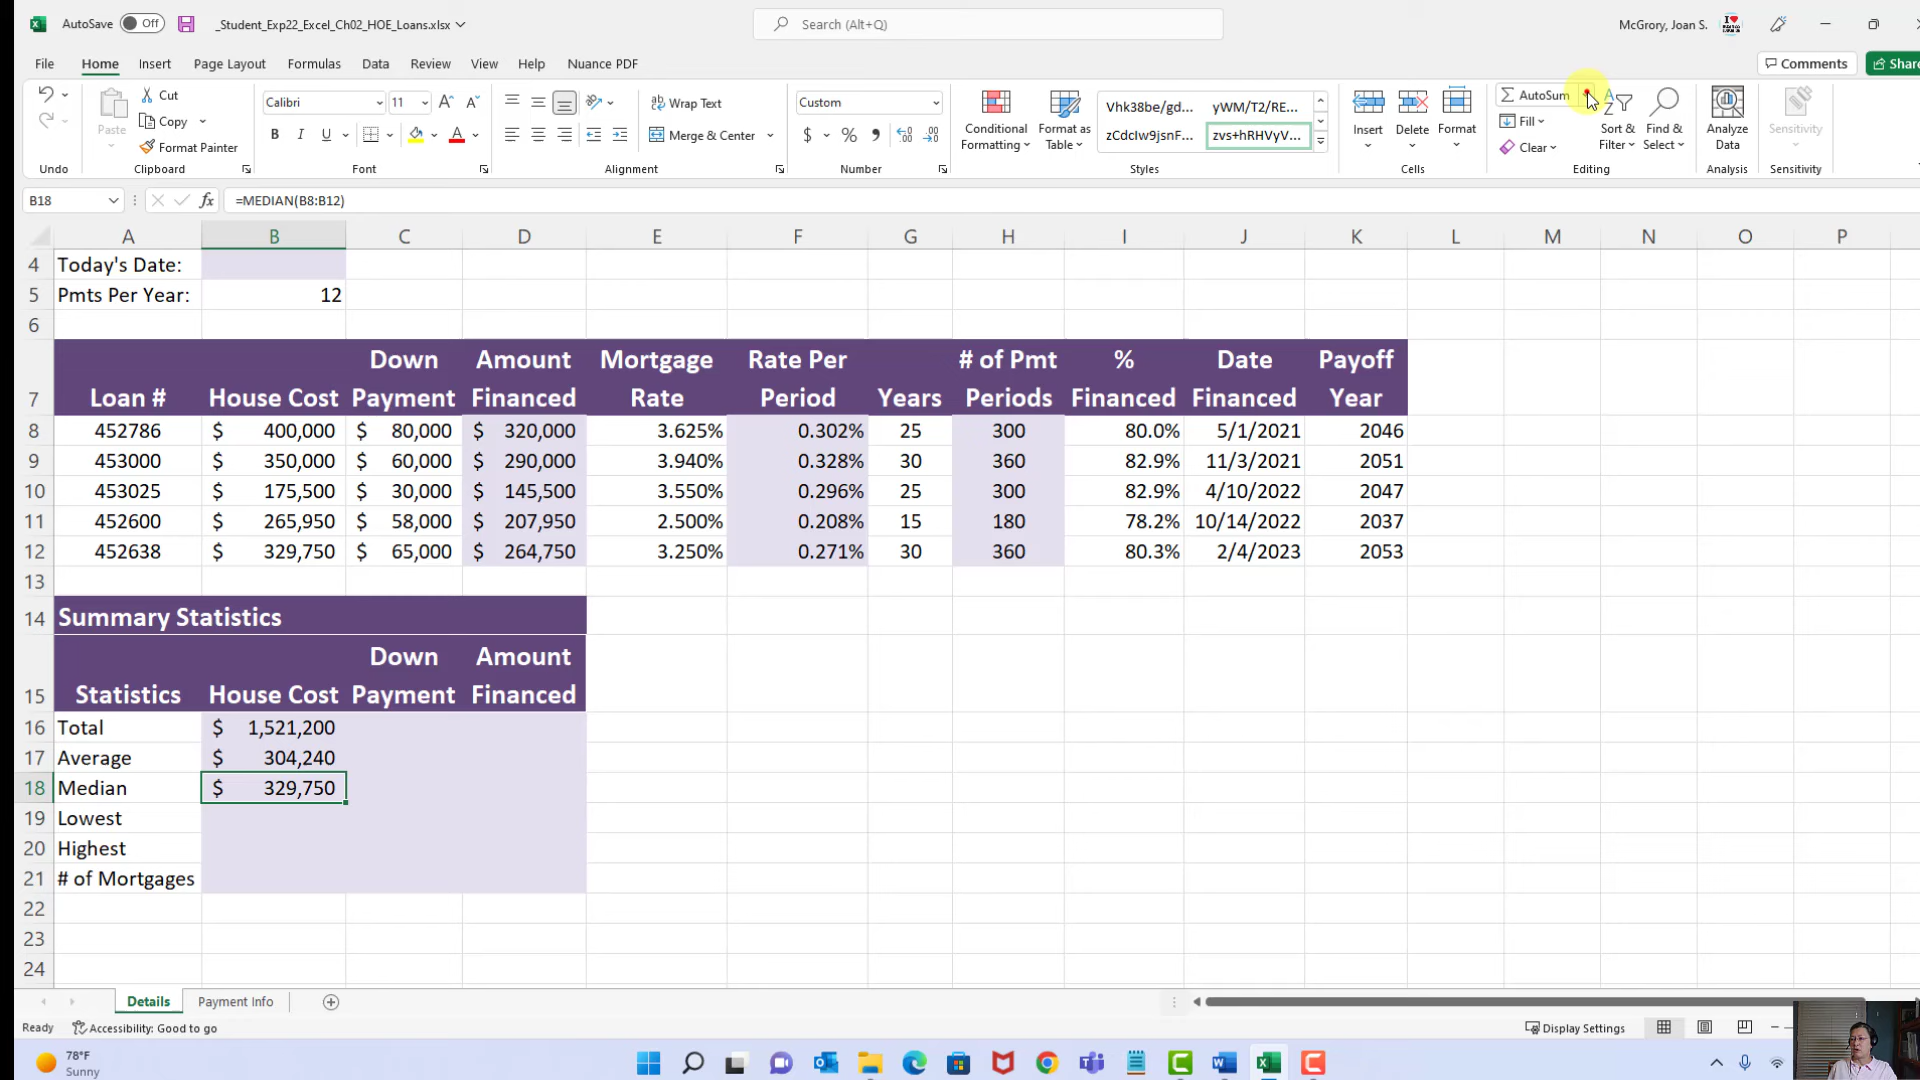 AutoSave Off _Student_Exp22_Excel_Ch02_HOE_Loans.xlsx Search (Alt+Q) McGrory, Joan S.
File Home Insert Page Layout Formulas Data Review View Help Nuance PDF Comments Share
Paste Cut Copy Format Painter
Calibri 11
B I U A
Wrap Text
Merge & Center
Custom
$ % 9
Conditional Formatting
Format as Table
Vhk38be/gd... yWM/T2/RE...
zCdcIw9jsnF... zvs+hRHVyV...
Insert Delete Format
AutoSum
Fill
Clear
Sort & Filter
Find & Select
Analyze Data
Sensitivity
Undo Clipboard Font Alignment Number Styles Cells Editing Analysis Sensitivity
B18 fx =MEDIAN(B8:B12)
A B C D E F G H I J K L M N O P
4 Today's Date:
5 Pmts Per Year: 12
6
7 Loan # House Cost Down Payment Amount Financed Mortgage Rate Rate Per Period Years # of Pmt Periods % Financed Date Financed Payoff Year
8 452786 $ 400,000 $ 80,000 $ 320,000 3.625% 0.302% 25 300 80.0% 5/1/2021 2046
9 453000 $ 350,000 $ 60,000 $ 290,000 3.940% 0.328% 30 360 82.9% 11/3/2021 2051
10 453025 $ 175,500 $ 30,000 $ 145,500 3.550% 0.296% 25 300 82.9% 4/10/2022 2047
11 452600 $ 265,950 $ 58,000 $ 207,950 2.500% 0.208% 15 180 78.2% 10/14/2022 2037
12 452638 $ 329,750 $ 65,000 $ 264,750 3.250% 0.271% 30 360 80.3% 2/4/2023 2053
13
14 Summary Statistics
15 Statistics House Cost Down Payment Amount Financed
16 Total $ 1,521,200
17 Average $ 304,240
18 Median $ 329,750
19 Lowest
20 Highest
21 # of Mortgages
22
23
24
Details Payment Info
Ready Accessibility: Good to go Display Settings
78°F
Sunny